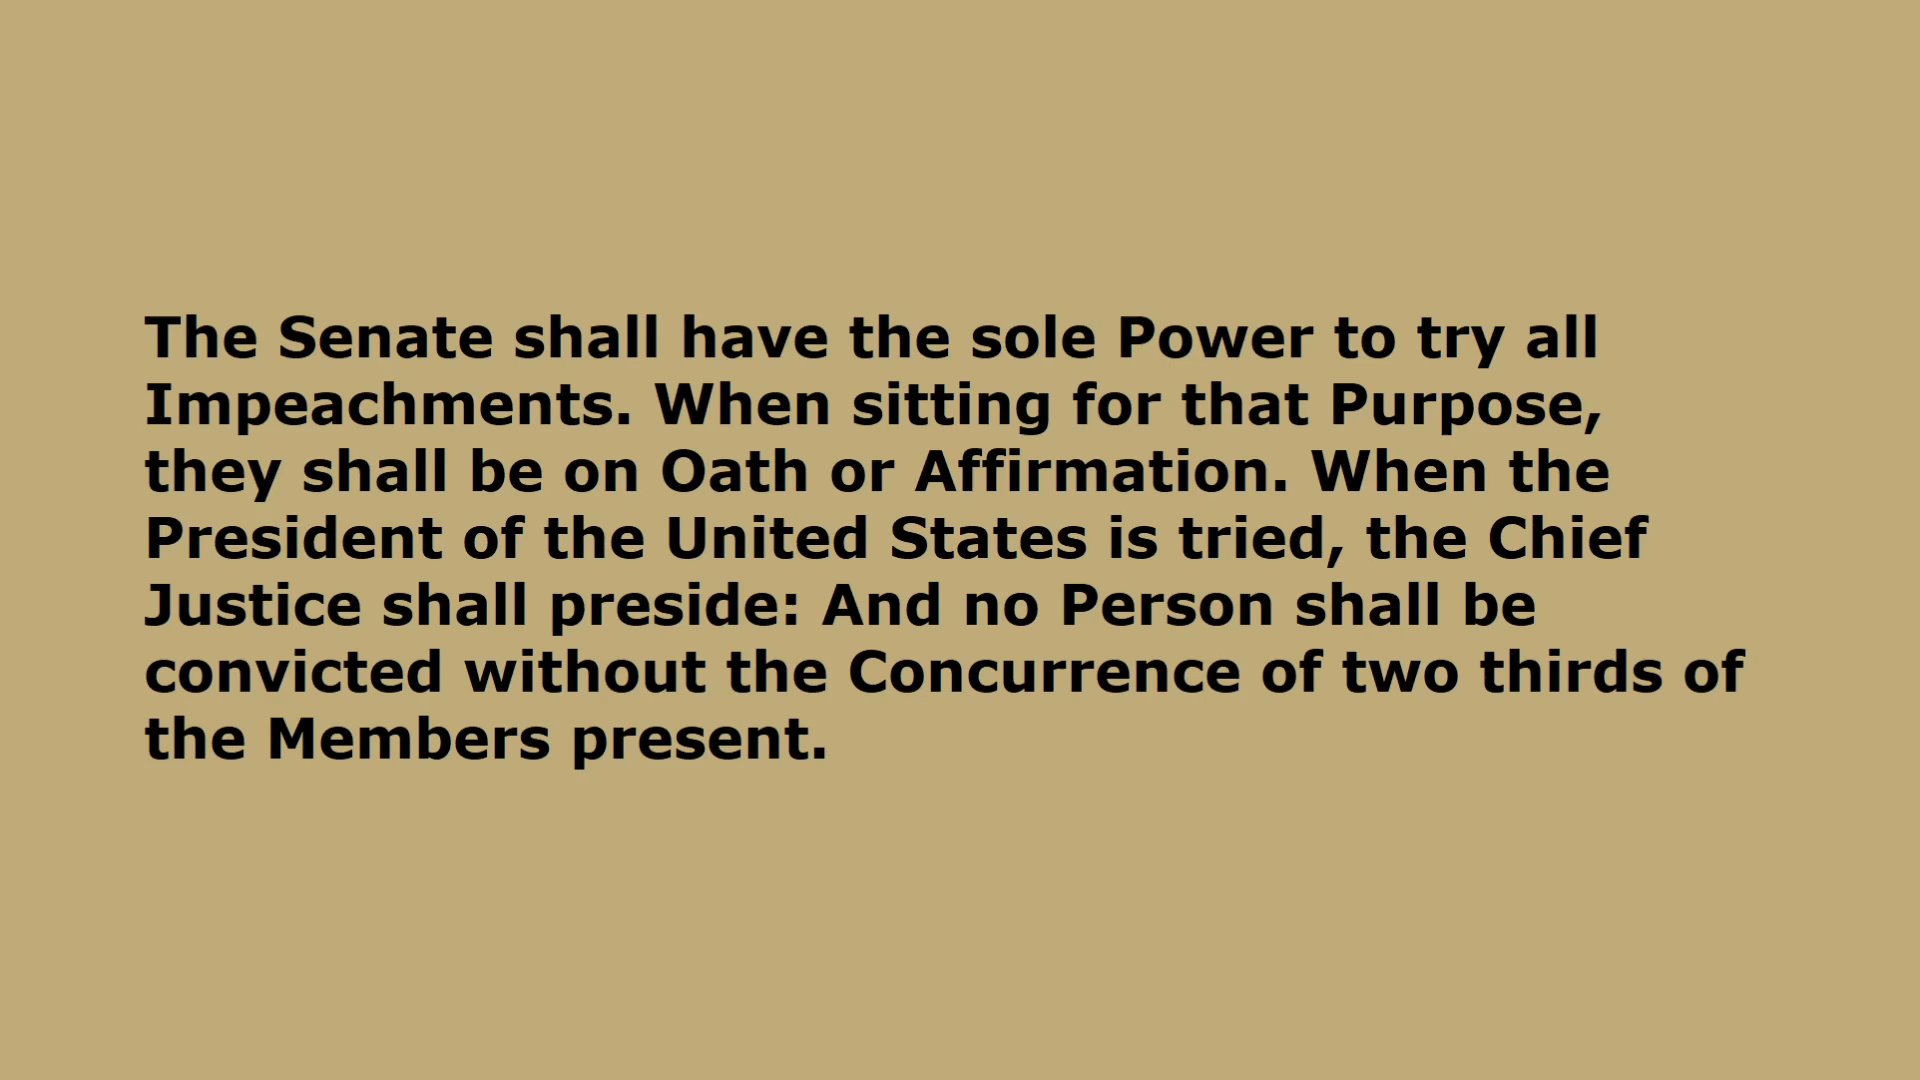 The Senate shall have the sole Power to try all
Impeachments. When sitting for that Purpose,
they shall be on Oath or Affirmation. When the
President of the United States is tried, the Chief
Justice shall preside: And no Person shall be
convicted without the Concurrence of two thirds of
the Members present.